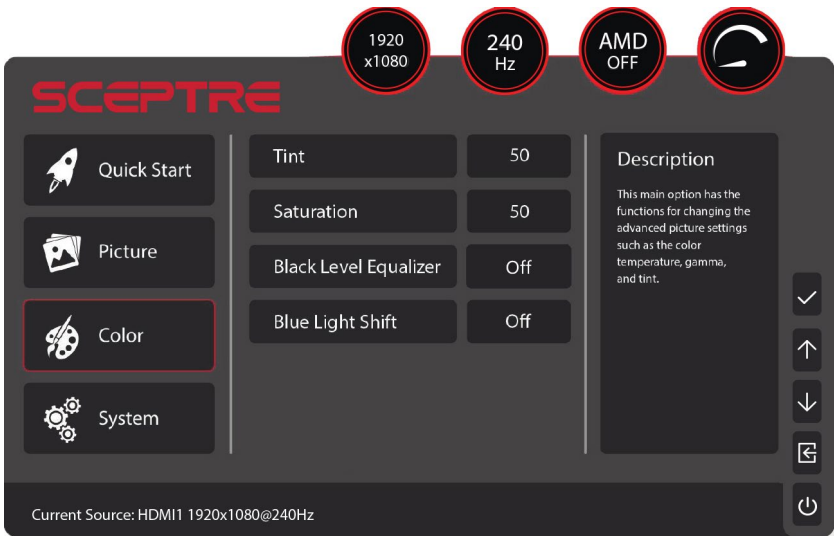 1920
x1080
240
Hz
AMD
OFF
SCEPTRE
Quick Start
Picture
Color
System
Tint 50
Saturation 50
Black Level Equalizer Off
Blue Light Shift Off
Description
This main option has the
functions for changing the
advanced picture settings
such as the color
temperature, gamma,
and tint.
Current Source: HDMI1 1920x1080@240Hz